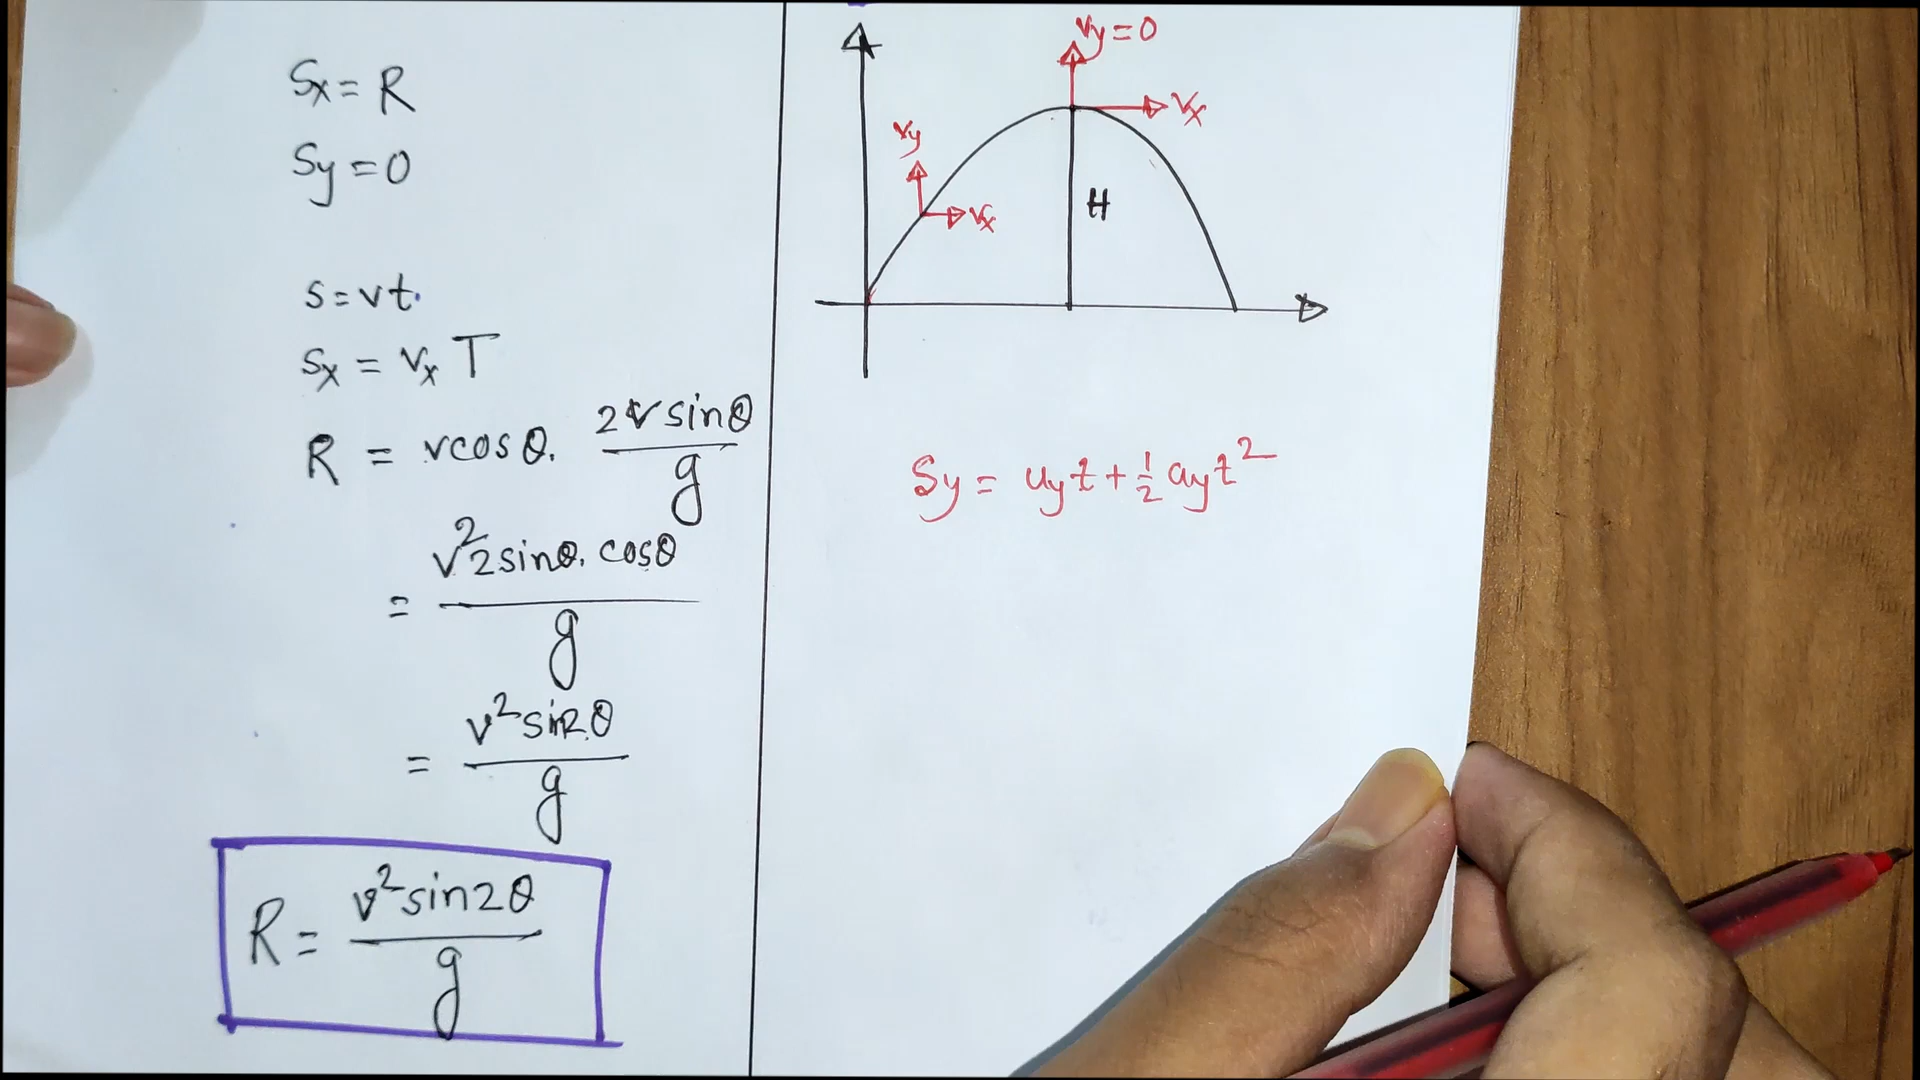 Sx = R
Sy = 0
s = vt.
sx = vx T
R = vcosθ. 2vsinθ / g
= v²2sinθ. cosθ / g
= v²sin2θ / g
R = v²sin2θ / g
vy = 0
vx
vy
vx
H
Sy = uyt + ½ ayt²